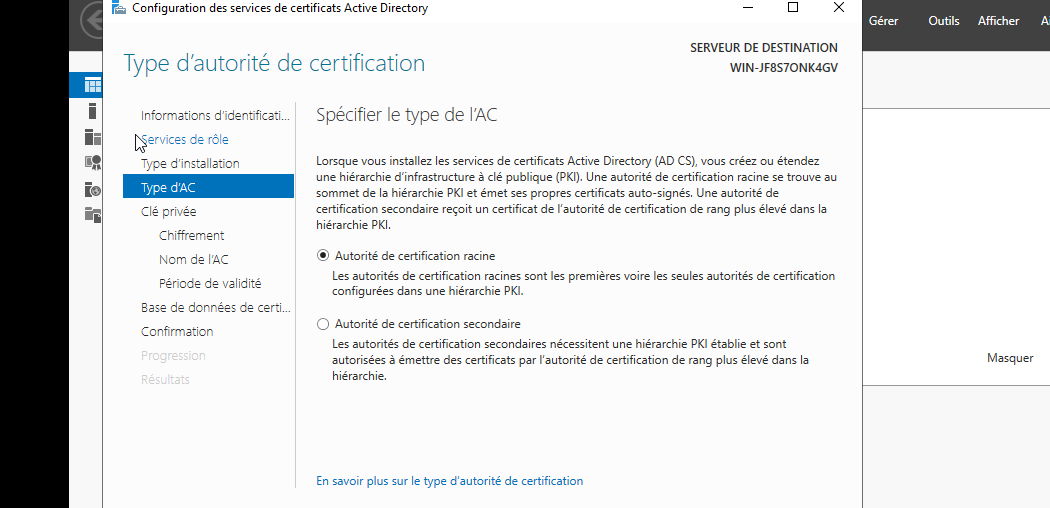 Configuration des services de certificats Active Directory
Gérer
Outils
Afficher
Type d’autorité de certification
SERVEUR DE DESTINATION
WIN-JF8S7ONK4GV
Informations d’identificati...
Services de rôle
Type d’installation
Type d’AC
Clé privée
Chiffrement
Nom de l’AC
Période de validité
Base de données de certi...
Confirmation
Progression
Résultats
Spécifier le type de l’AC
Lorsque vous installez les services de certificats Active Directory (AD CS), vous créez ou étendez
une hiérarchie d’infrastructure à clé publique (PKI). Une autorité de certification racine se trouve au
sommet de la hiérarchie PKI et émet ses propres certificats auto-signés. Une autorité de
certification secondaire reçoit un certificat de l’autorité de certification de rang plus élevé dans la
hiérarchie PKI.
Autorité de certification racine
Les autorités de certification racines sont les premières voire les seules autorités de certification
configurées dans une hiérarchie PKI.
Autorité de certification secondaire
Les autorités de certification secondaires nécessitent une hiérarchie PKI établie et sont
autorisées à émettre des certificats par l’autorité de certification de rang plus élevé dans la
hiérarchie.
En savoir plus sur le type d’autorité de certification
Masquer